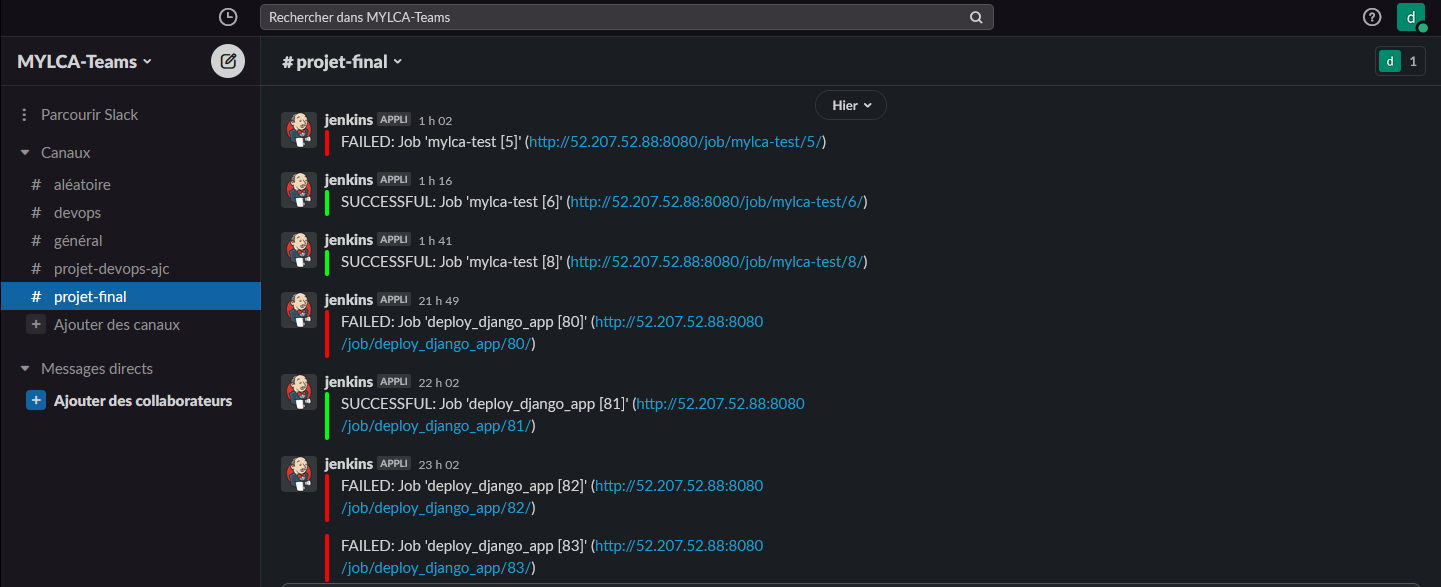 Rechercher dans MYLCA-Teams
d
MYLCA-Teams
# projet-final
d 1
Parcourir Slack
Canaux
# aléatoire
# devops
# général
# projet-devops-ajc
# projet-final
+ Ajouter des canaux
Messages directs
+ Ajouter des collaborateurs
Hier
jenkins APPLI 1 h 02
FAILED: Job 'mylca-test [5]' (http://52.207.52.88:8080/job/mylca-test/5/)
jenkins APPLI 1 h 16
SUCCESSFUL: Job 'mylca-test [6]' (http://52.207.52.88:8080/job/mylca-test/6/)
jenkins APPLI 1 h 41
SUCCESSFUL: Job 'mylca-test [8]' (http://52.207.52.88:8080/job/mylca-test/8/)
jenkins APPLI 21 h 49
FAILED: Job 'deploy_django_app [80]' (http://52.207.52.88:8080
/job/deploy_django_app/80/)
jenkins APPLI 22 h 02
SUCCESSFUL: Job 'deploy_django_app [81]' (http://52.207.52.88:8080
/job/deploy_django_app/81/)
jenkins APPLI 23 h 02
FAILED: Job 'deploy_django_app [82]' (http://52.207.52.88:8080
/job/deploy_django_app/82/)
FAILED: Job 'deploy_django_app [83]' (http://52.207.52.88:8080
/job/deploy_django_app/83/)